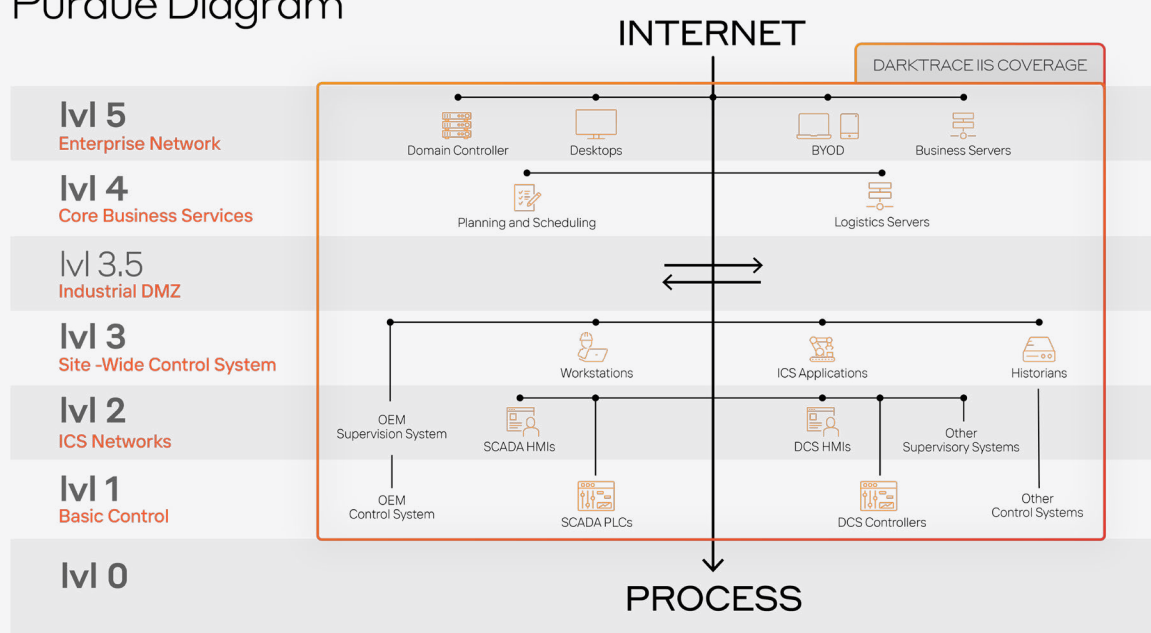 Purdue Diagram
INTERNET
DARKTRACE IIS COVERAGE
lvl 5
Enterprise Network
Domain Controller
Desktops
BYOD
Business Servers
lvl 4
Core Business Services
Planning and Scheduling
Logistics Servers
lvl 3.5
Industrial DMZ
lvl 3
Site -Wide Control System
Workstations
ICS Applications
Historians
lvl 2
ICS Networks
OEM
Supervision System
SCADA HMIs
DCS HMIs
Other
Supervisory Systems
lvl 1
Basic Control
OEM
Control System
SCADA PLCs
DCS Controllers
Other
Control Systems
lvl 0
PROCESS